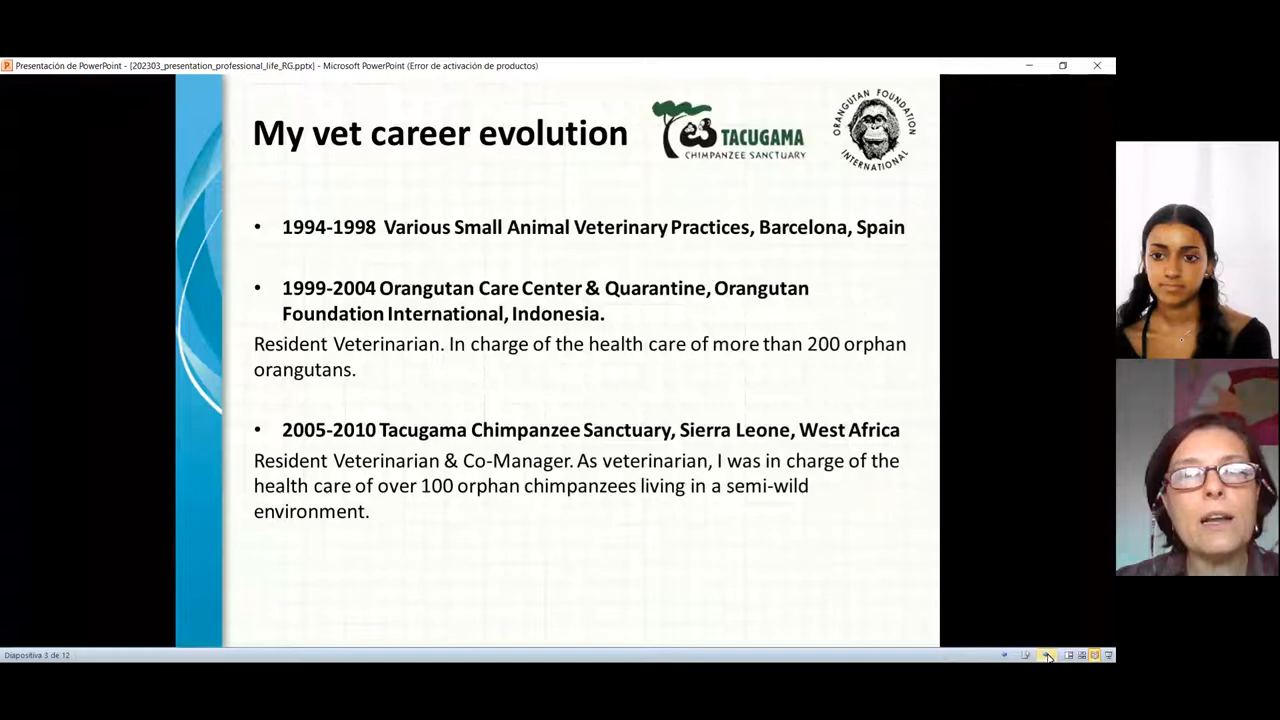 Presentación de PowerPoint - [202303_presentation_professional_life_RG.pptx] - Microsoft PowerPoint (Error de activación de productos)
My vet career evolution
TACUGAMA
CHIMPANZEE SANCTUARY
ORANGUTAN FOUNDATION
INTERNATIONAL
• 1994-1998 Various Small Animal Veterinary Practices, Barcelona, Spain
• 1999-2004 Orangutan Care Center & Quarantine, Orangutan
Foundation International, Indonesia.
Resident Veterinarian. In charge of the health care of more than 200 orphan
orangutans.
• 2005-2010 Tacugama Chimpanzee Sanctuary, Sierra Leone, West Africa
Resident Veterinarian & Co-Manager. As veterinarian, I was in charge of the
health care of over 100 orphan chimpanzees living in a semi-wild
environment.
Diapositiva 3 de 12